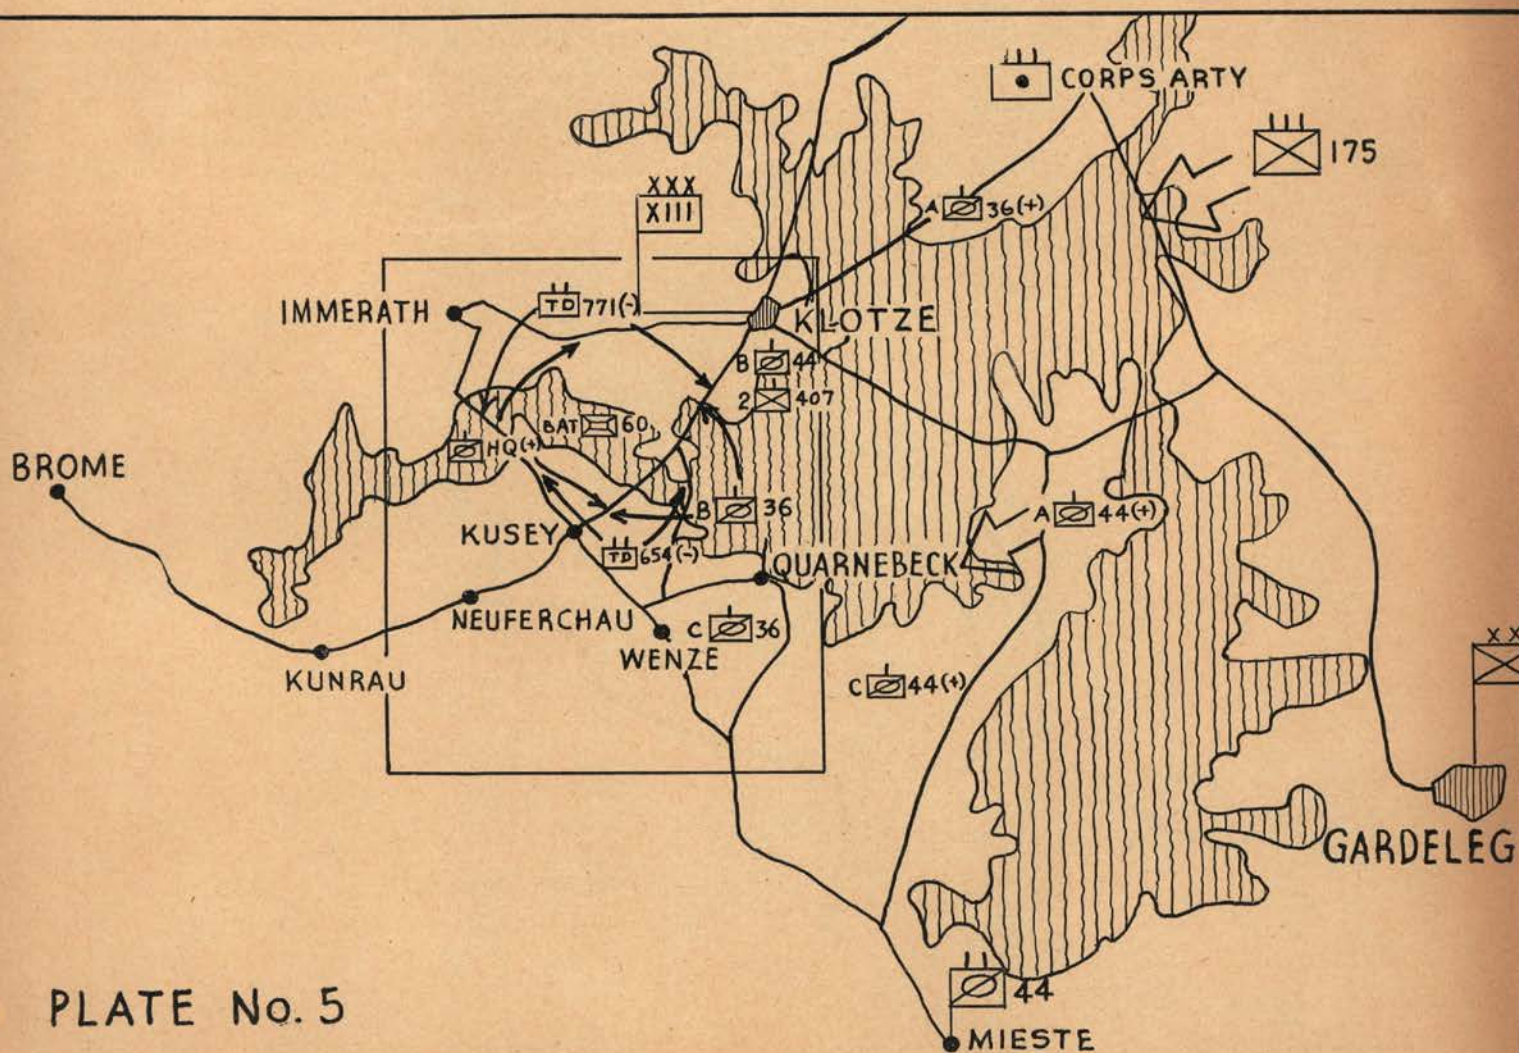 CORPS ARTY
175
XXX
XIII
A 36(+)
IMMERATH
TD 771(-)
KLOTZE
B 44
2 407
BAT 60
HQ(+)
BROME
B 36
A 44(+)
KUSEY
TD 654(-)
QUARNEBECK
NEUFERCHAU
C 36
WENZE
XX
KUNRAU
C 44(+)
GARDELEG
44
PLATE No. 5
MIESTE